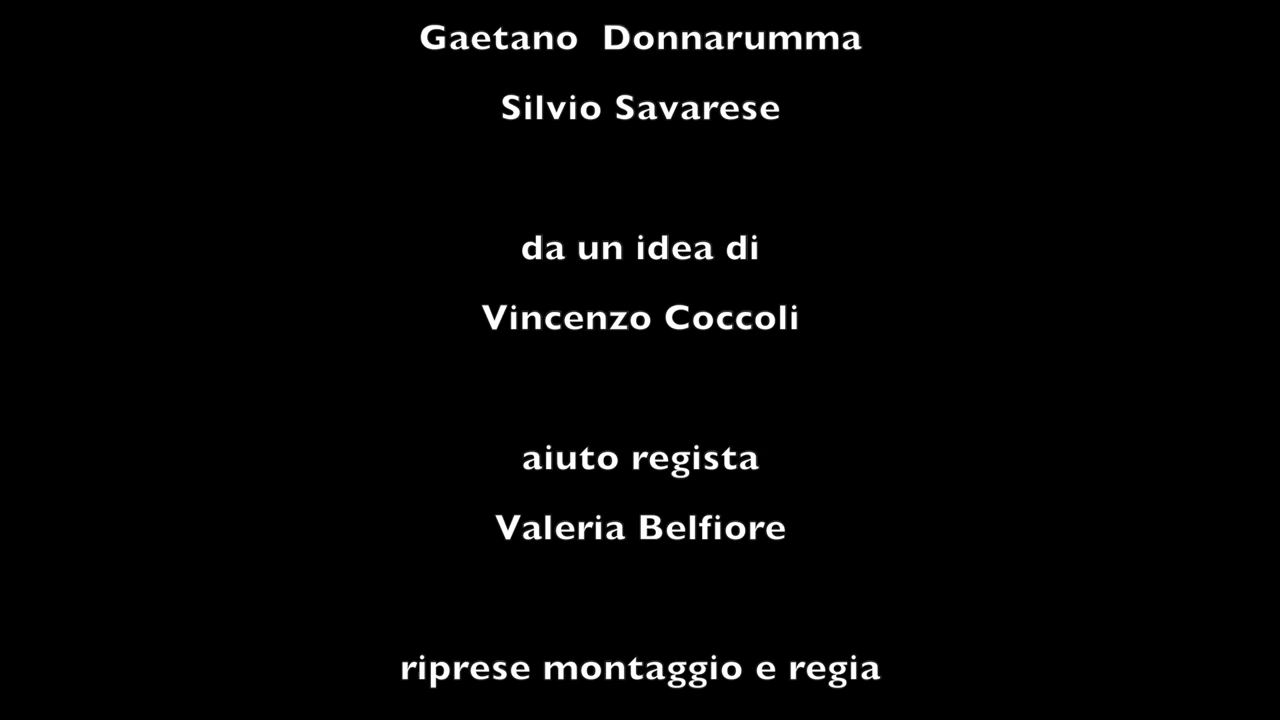 Gaetano  Donnarumma
Silvio Savarese
da un idea di
Vincenzo Coccoli
aiuto regista
Valeria Belfiore
riprese montaggio e regia